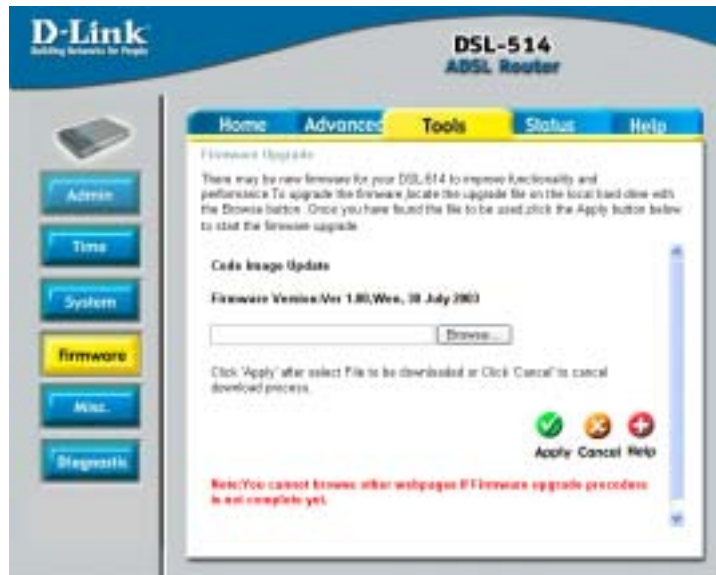 D-Link
Building Networks for People
DSL-514
ADSL Router
Home Advanced Tools Status Help
Admin
Time
System
Firmware
Misc.
Diagnostic
Firmware Upgrade
There may be new firmware for your DSL-514 to improve functionality and
performance.To upgrade the firmware,locate the upgrade file on the local hard drive with
the Browse button. Once you have found the file to be used,click the Apply button below
to start the firmware upgrade.
Code Image Update
Firmware Version:Ver 1.00,Wen, 30 July 2003
Browse...
Click 'Apply' after select File to be downloaded or Click 'Cancel' to cancel
download process.
Apply Cancel Help
Note:You cannot browse other webpages if Firmware upgrade procedure
is not complete yet.